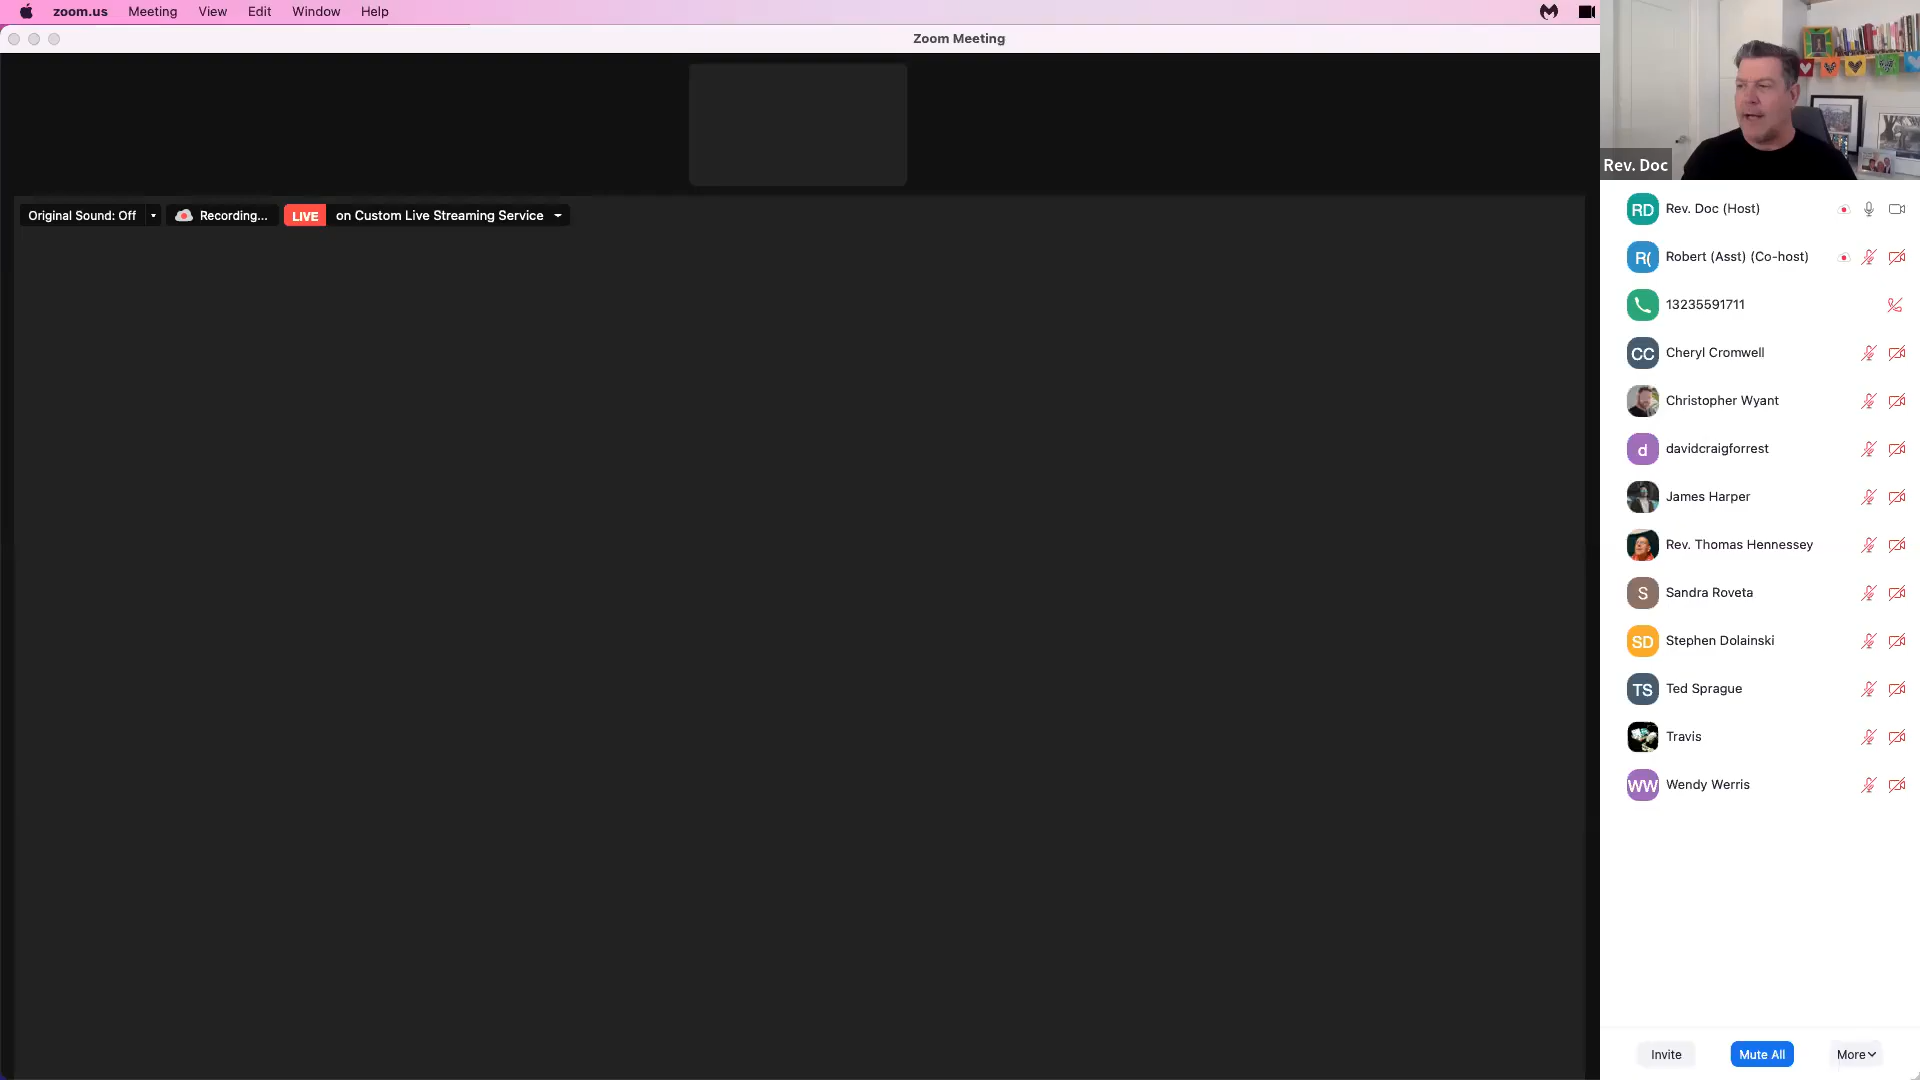 zoom.us Meeting View Edit Window Help
Zoom Meeting
Original Sound: Off
Recording...
LIVE on Custom Live Streaming Service
Rev. Doc
RD Rev. Doc (Host)
R( Robert (Asst) (Co-host)
13235591711
CC Cheryl Cromwell
Christopher Wyant
d davidcraigforrest
James Harper
Rev. Thomas Hennessey
S Sandra Roveta
SD Stephen Dolainski
TS Ted Sprague
Travis
WW Wendy Werris
Invite Mute All More